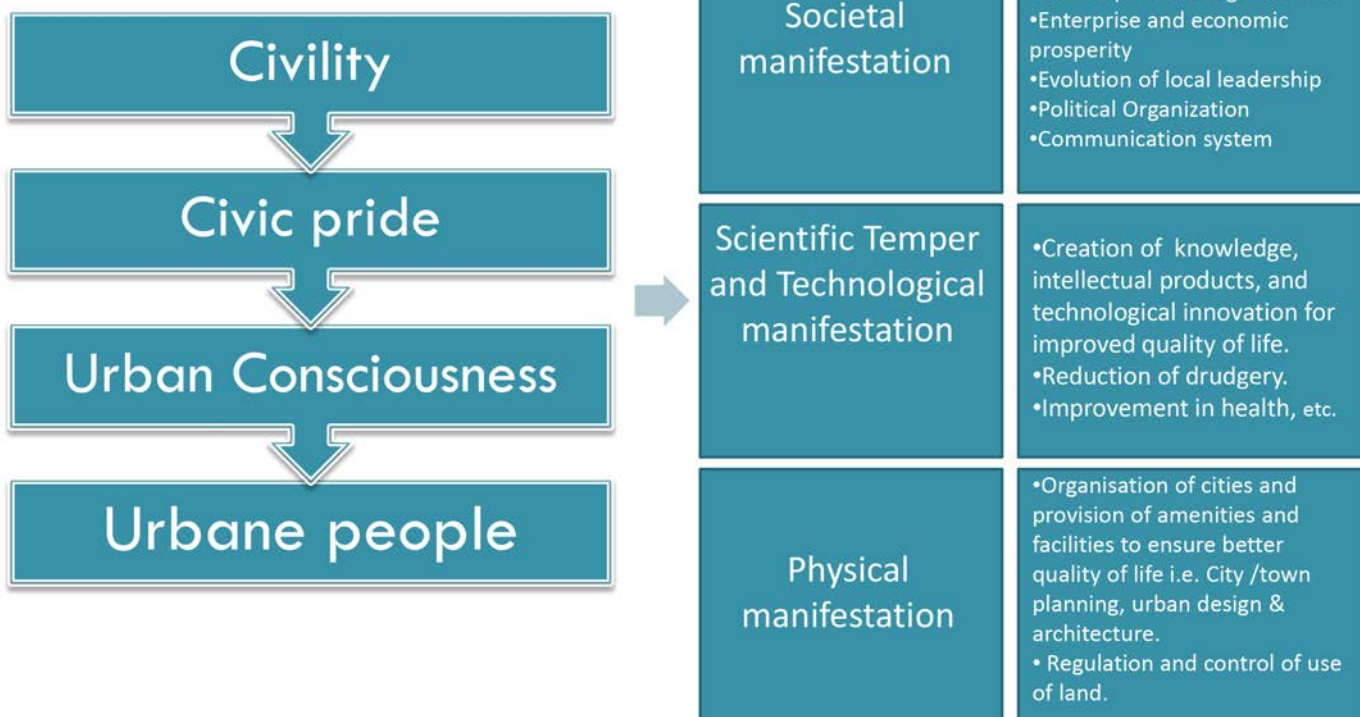 Civility
Civic pride
Urban Consciousness
Urbane people
Societal
manifestation
•Enterprise and economic
prosperity
•Evolution of local leadership
•Political Organization
•Communication system
Scientific Temper
and Technological
manifestation
•Creation of knowledge,
intellectual products, and
technological innovation for
improved quality of life.
•Reduction of drudgery.
•Improvement in health, etc.
Physical
manifestation
•Organisation of cities and
provision of amenities and
facilities to ensure better
quality of life i.e. City /town
planning, urban design &
architecture.
• Regulation and control of use
of land.